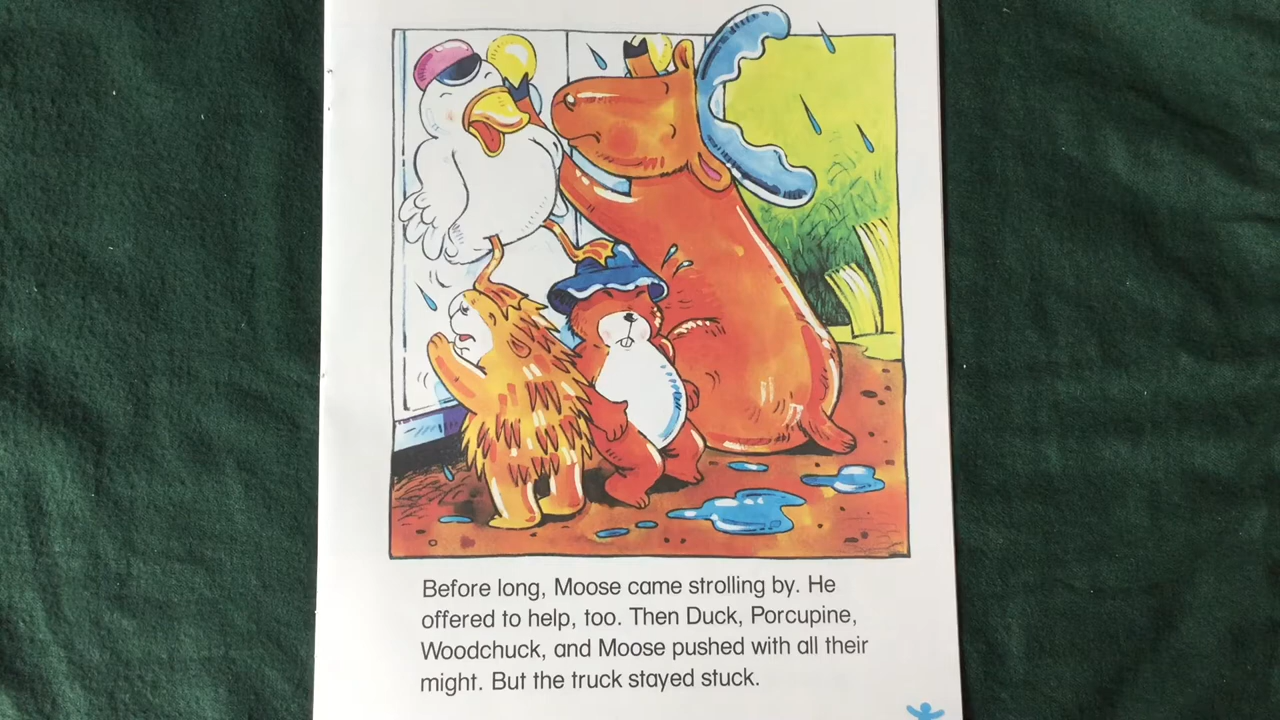 Before long, Moose came strolling by. He
offered to help, too. Then Duck, Porcupine,
Woodchuck, and Moose pushed with all their
might. But the truck stayed stuck.